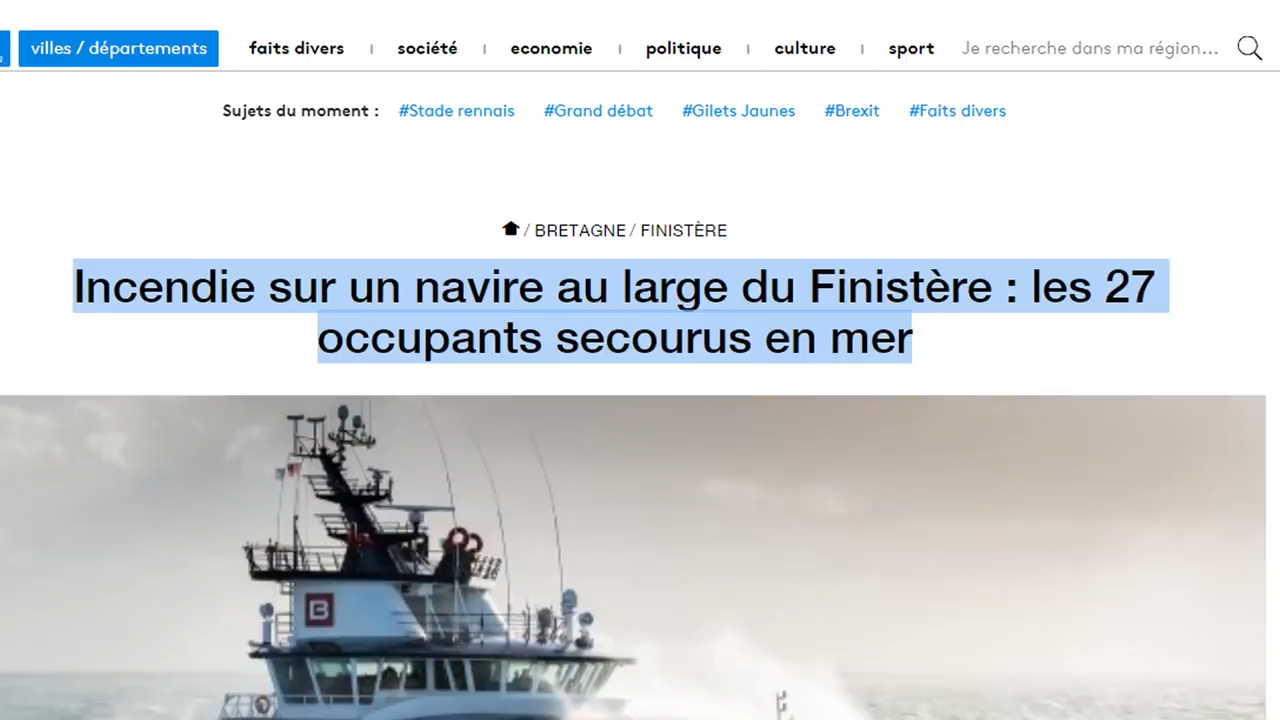 villes / départements faits divers société economie politique culture sport Je recherche dans ma région...
Sujets du moment : #Stade rennais #Grand débat #Gilets Jaunes #Brexit #Faits divers
/ BRETAGNE / FINISTÈRE
Incendie sur un navire au large du Finistère : les 27
occupants secourus en mer
B